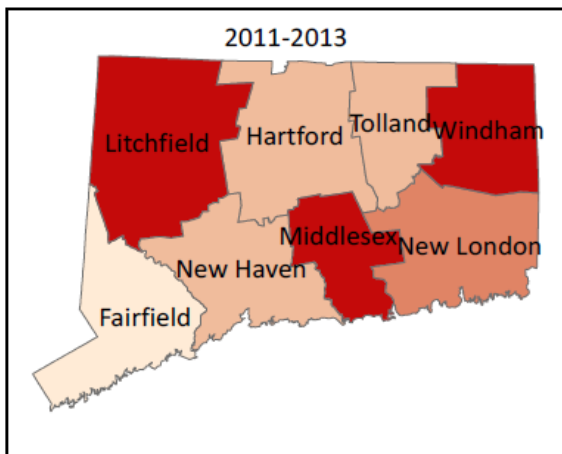 2011-2013
Litchfield
Hartford
Tolland
Windham
Middlesex
New London
New Haven
Fairfield